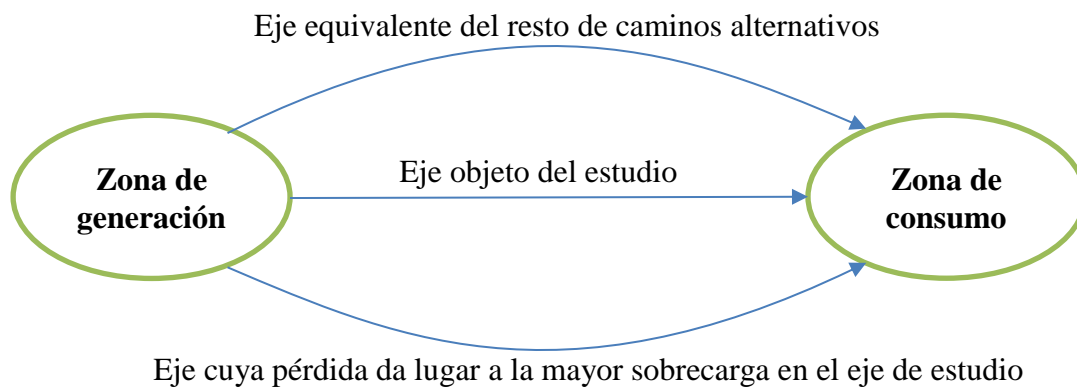 Eje equivalente del resto de caminos alternativos
Zona de
generación
Eje objeto del estudio
Zona de
consumo
Eje cuya pérdida da lugar a la mayor sobrecarga en el eje de estudio